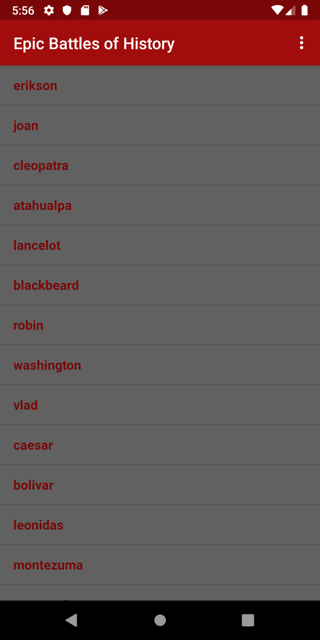 5:56
Epic Battles of History
erikson
joan
cleopatra
atahualpa
lancelot
blackbeard
robin
washington
vlad
caesar
bolivar
leonidas
montezuma